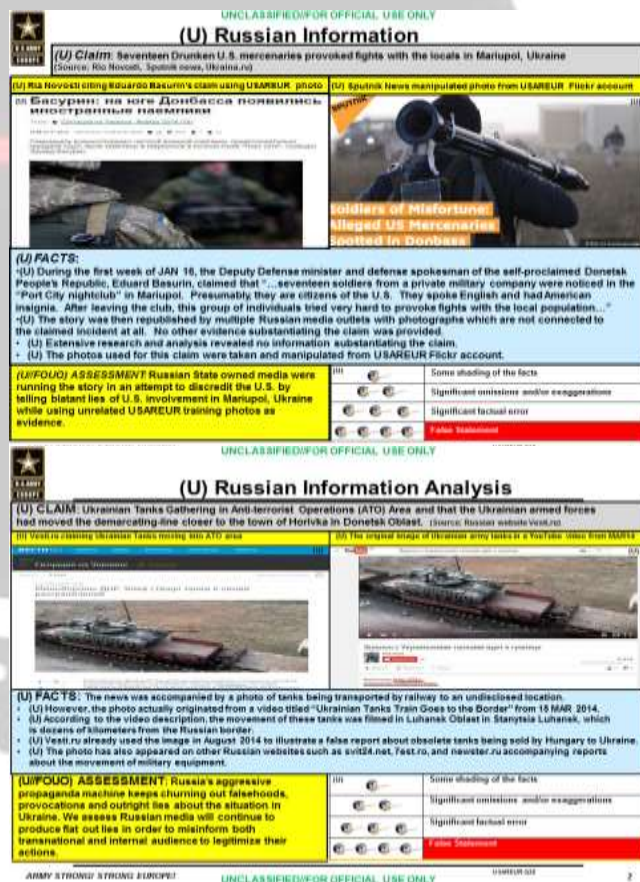 UNCLASSIFIED//FOR OFFICIAL USE ONLY
U.S. ARMY
EUROPE
(U) Russian Information
(U) Claim: Seventeen Drunken U.S. mercenaries provoked fights with the locals in Mariupol, Ukraine
(Source: Ria Novosti, Sputnik news, Ukraina.ru)
(U) Ria Novosti citing Eduardo Basurin's claim using USAREUR photo
(U) Sputnik News manipulated photo from USAREUR Flickr account
Басурин: на юге Донбасса появились
иностранные наемники
SPUTNIK
Soldiers of Misfortune:
Alleged US Mercenaries
Spotted in Donbass
(U) FACTS:
•(U) During the first week of JAN 16, the Deputy Defense minister and defense spokesman of the self-proclaimed Donetsk
People's Republic, Eduard Basurin, claimed that "…seventeen soldiers from a private military company were noticed in the
"Port City nightclub" in Mariupol. Presumably, they are citizens of the U.S. They spoke English and had American
insignia. After leaving the club, this group of individuals tried very hard to provoke fights with the local population…"
•(U) The story was then republished by multiple Russian media outlets with photographs which are not connected to
the claimed incident at all. No other evidence substantiating the claim was provided.
• (U) Extensive research and analysis revealed no information substantiating the claim.
• (U) The photos used for this claim were taken and manipulated from USAREUR Flickr account.
(U//FOUO) ASSESSMENT: Russian State owned media were
running the story in an attempt to discredit the U.S. by
telling blatant lies of U.S. involvement in Mariupol, Ukraine
while using unrelated USAREUR training photos as
evidence.
Some shading of the facts
Significant omissions and/or exaggerations
Significant factual error
False Statement
UNCLASSIFIED//FOR OFFICIAL USE ONLY
U.S. ARMY
EUROPE
(U) Russian Information Analysis
(U) CLAIM: Ukrainian Tanks Gathering in Anti-terrorist Operations (ATO) Area and that the Ukrainian armed forces
had moved the demarcating-line closer to the town of Horivka in Donetsk Oblast. (Source: Russian website Vesti.ru)
(U) Vesti.ru claiming Ukrainian Tanks moving into ATO area
(U) The original image of Ukrainian army tanks in a YouTube video from MAR14
(U) FACTS: The news was accompanied by a photo of tanks being transported by railway to an undisclosed location.
• (U) However, the photo actually originated from a video titled "Ukrainian Tanks Train Goes to the Border" from 18 MAR 2014.
• (U) According to the video description, the movement of these tanks was filmed in Luhansk Oblast in Stanytsia Luhansk, which
is dozens of kilometers from the Russian border.
• (U) Vesti.ru already used the image in August 2014 to illustrate a false report about obsolete tanks being sold by Hungary to Ukraine.
• (U) The photo has also appeared on other Russian websites such as svit24.net, 7est.ro, and newster.ru accompanying reports
about the movement of military equipment.
(U//FOUO) ASSESSMENT: Russia's aggressive
propaganda machine keeps churning out falsehoods,
provocations and outright lies about the situation in
Ukraine. We assess Russian media will continue to
produce flat out lies in order to misinform both
transnational and internal audience to legitimize their
actions.
Some shading of the facts
Significant omissions and/or exaggerations
Significant factual error
False Statement
ARMY STRONG! STRONG EUROPE!
UNCLASSIFIED//FOR OFFICIAL USE ONLY
2